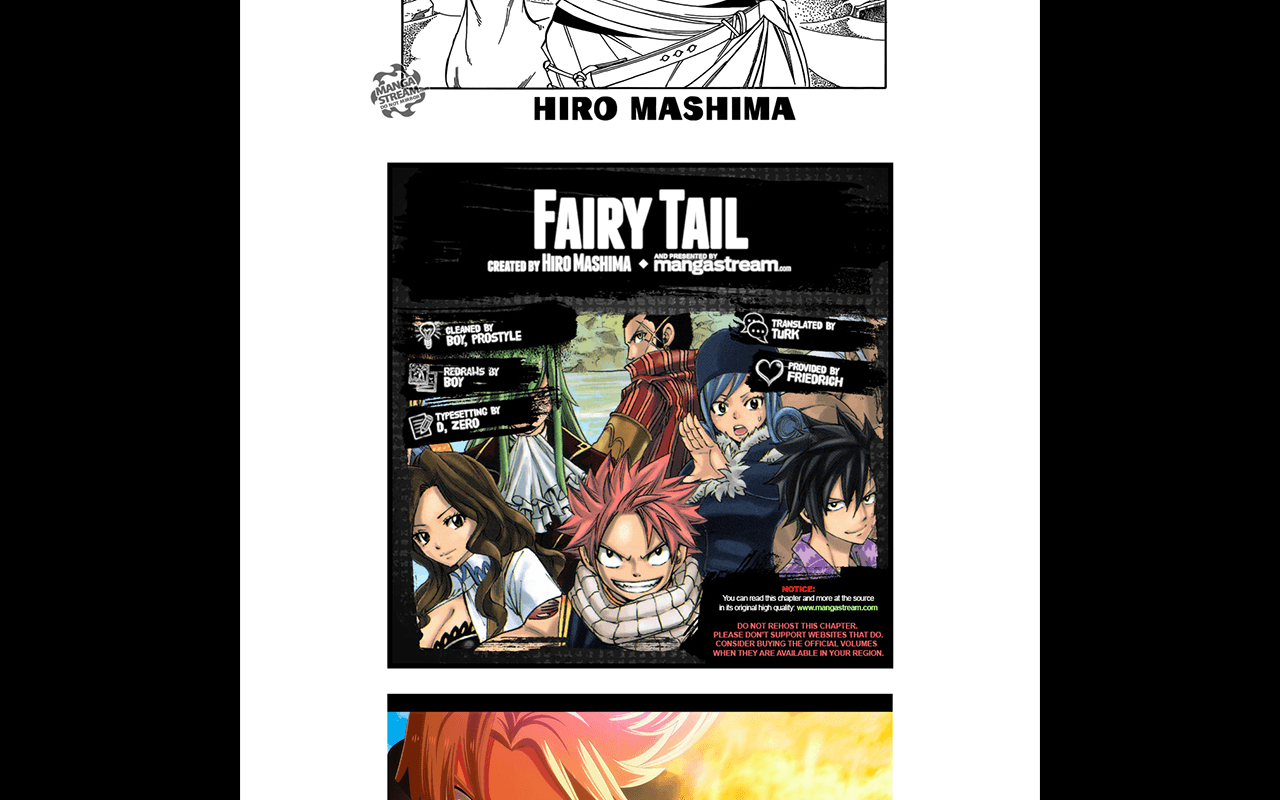 MANGA
STREAM
DO NOT MIRROR
HIRO MASHIMA
FAIRY TAIL
CREATED BY HIRO MASHIMA ◆ AND PRESENTED BY mangastream.com
CLEANED BY
BOY, PROSTYLE
REDRAWS BY
BOY
TYPESETTING BY
D, ZERO
TRANSLATED BY
TURK
PROVIDED BY
FRIEDRICH
NOTICE:
You can read this chapter and more at the source
in its original high quality: www.mangastream.com
DO NOT REHOST THIS CHAPTER.
PLEASE DON'T SUPPORT WEBSITES THAT DO.
CONSIDER BUYING THE OFFICIAL VOLUMES
WHEN THEY ARE AVAILABLE IN YOUR REGION.